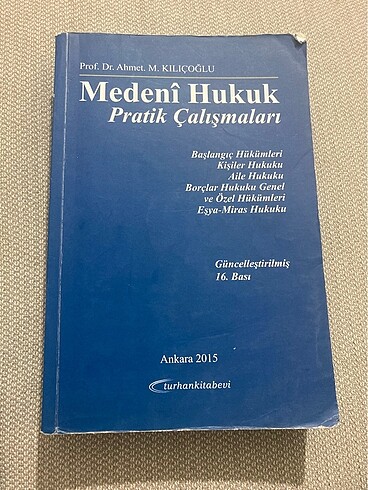 Prof. Dr. Ahmet. M. KILIÇOĞLU
Medenî Hukuk
Pratik Çalışmaları
Başlangıç Hükümleri
Kişiler Hukuku
Aile Hukuku
Borçlar Hukuku Genel
ve Özel Hükümleri
Eşya-Miras Hukuku
Güncelleştirilmiş
16. Bası
Ankara 2015
turhankitabevi